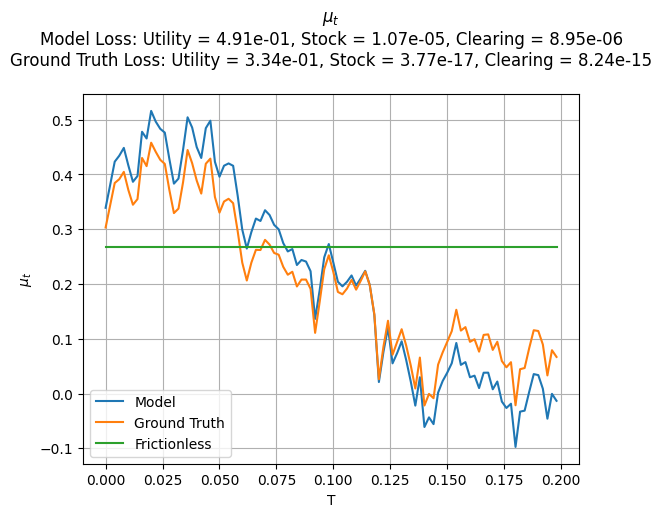 μₜ
Model Loss: Utility = 4.91e-01, Stock = 1.07e-05, Clearing = 8.95e-06
Ground Truth Loss: Utility = 3.34e-01, Stock = 3.77e-17, Clearing = 8.24e-15
0.5
0.4
0.3
0.2
0.1
0.0
−0.1
μₜ
Model
Ground Truth
Frictionless
0.000 0.025 0.050 0.075 0.100 0.125 0.150 0.175 0.200
T